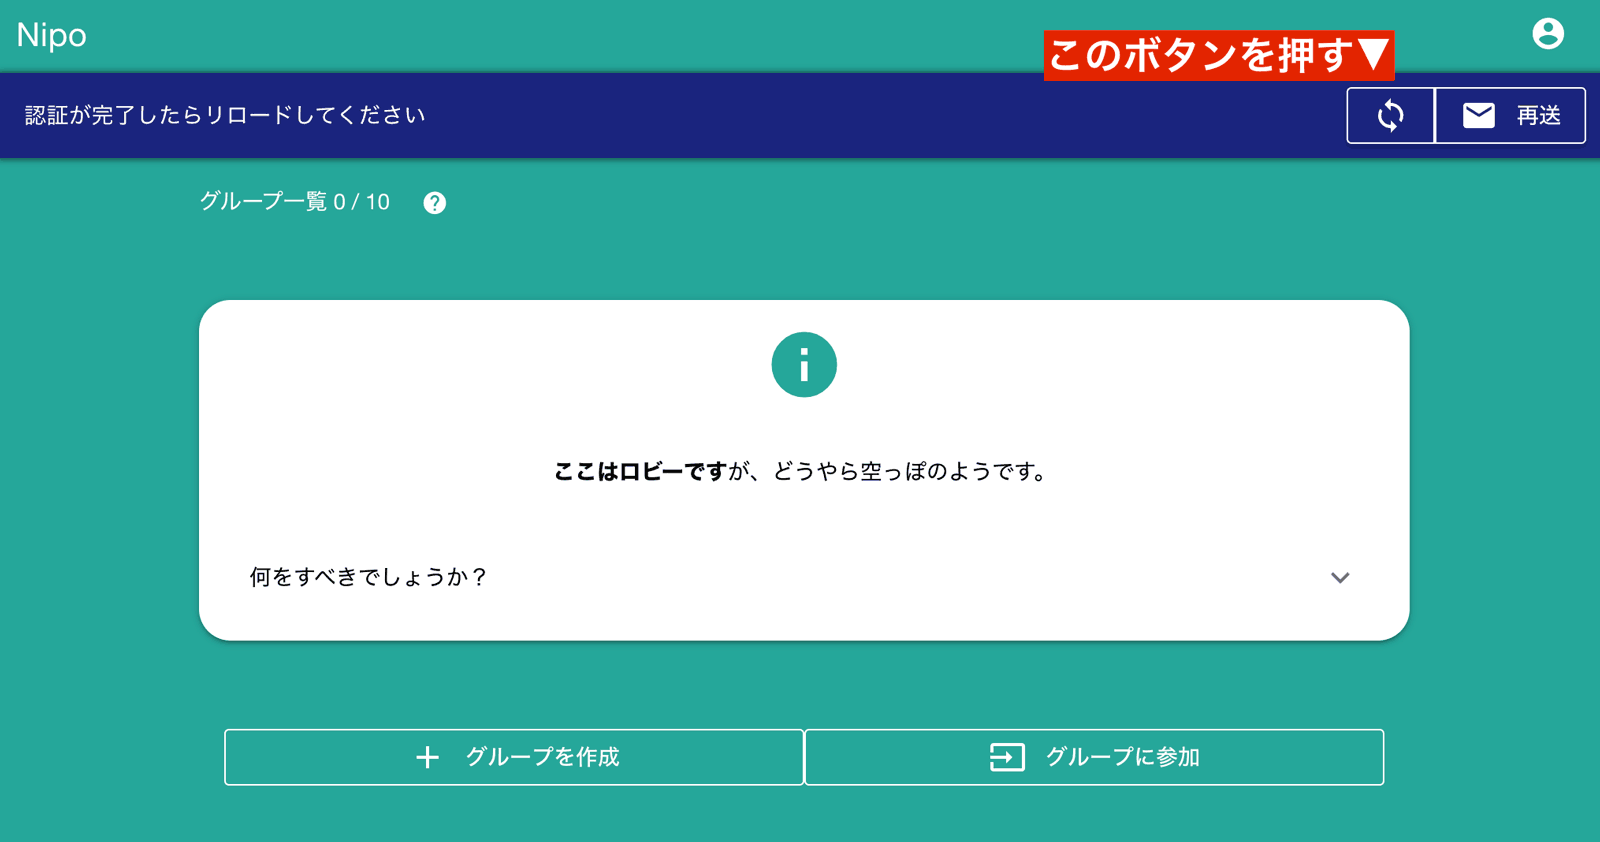 Nipo
このボタンを押す▼
認証が完了したらリロードしてください
再送
グループ一覧 0 / 10
ここはロビーですが、どうやら空っぽのようです。
何をすべきでしょうか？
グループを作成
グループに参加